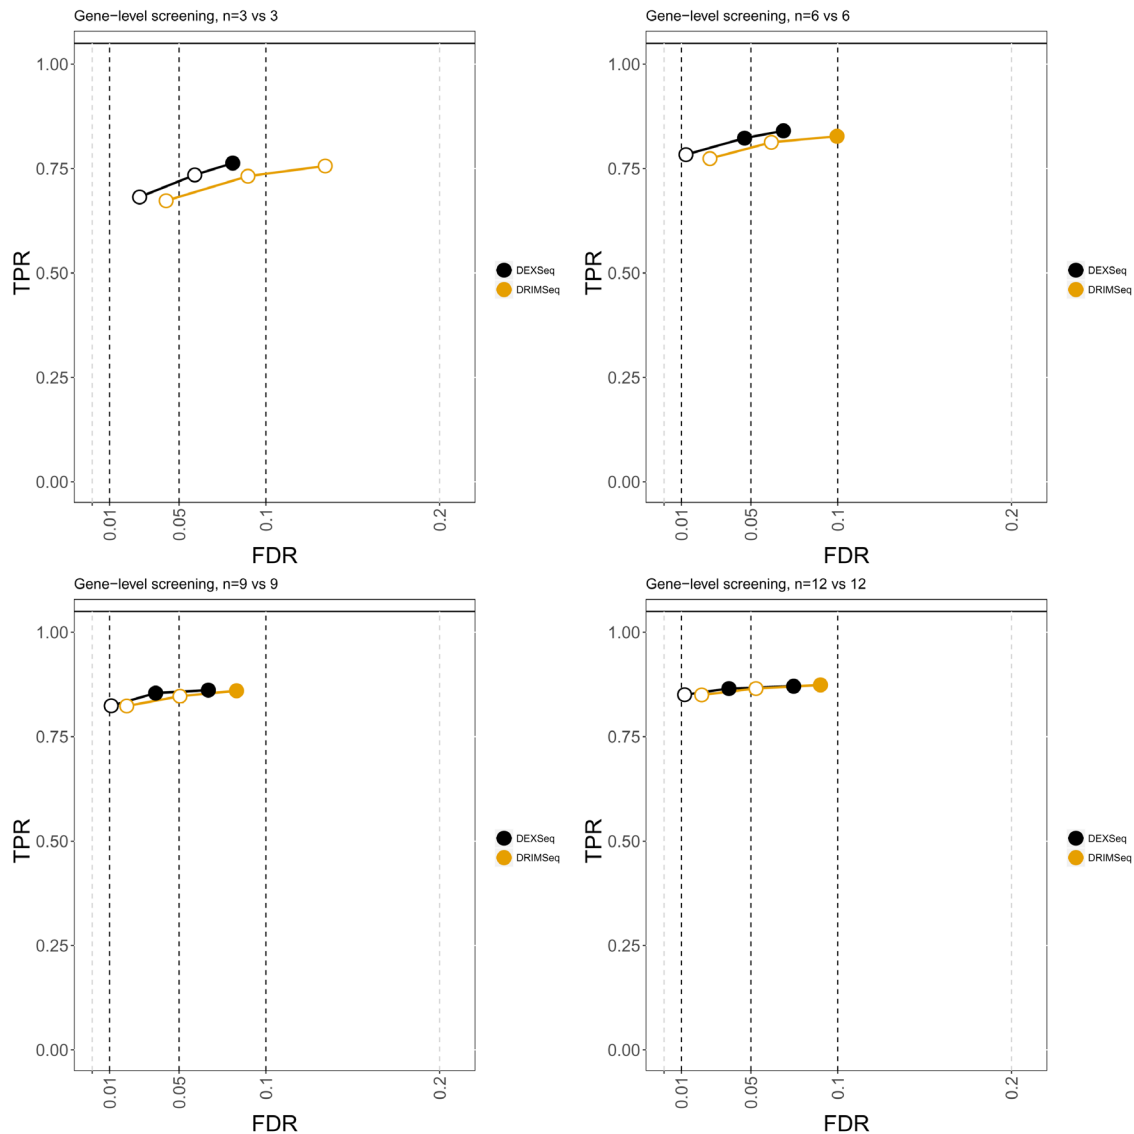 Gene-level screening, n=3 vs 3
1.00
0.75
0.50
0.25
0.00
TPR
0.01
0.05
0.1
0.2
FDR
DEXSeq
DRIMSeq
Gene-level screening, n=6 vs 6
1.00
0.75
0.50
0.25
0.00
TPR
0.01
0.05
0.1
0.2
FDR
DEXSeq
DRIMSeq
Gene-level screening, n=9 vs 9
1.00
0.75
0.50
0.25
0.00
TPR
0.01
0.05
0.1
0.2
FDR
DEXSeq
DRIMSeq
Gene-level screening, n=12 vs 12
1.00
0.75
0.50
0.25
0.00
TPR
0.01
0.05
0.1
0.2
FDR
DEXSeq
DRIMSeq